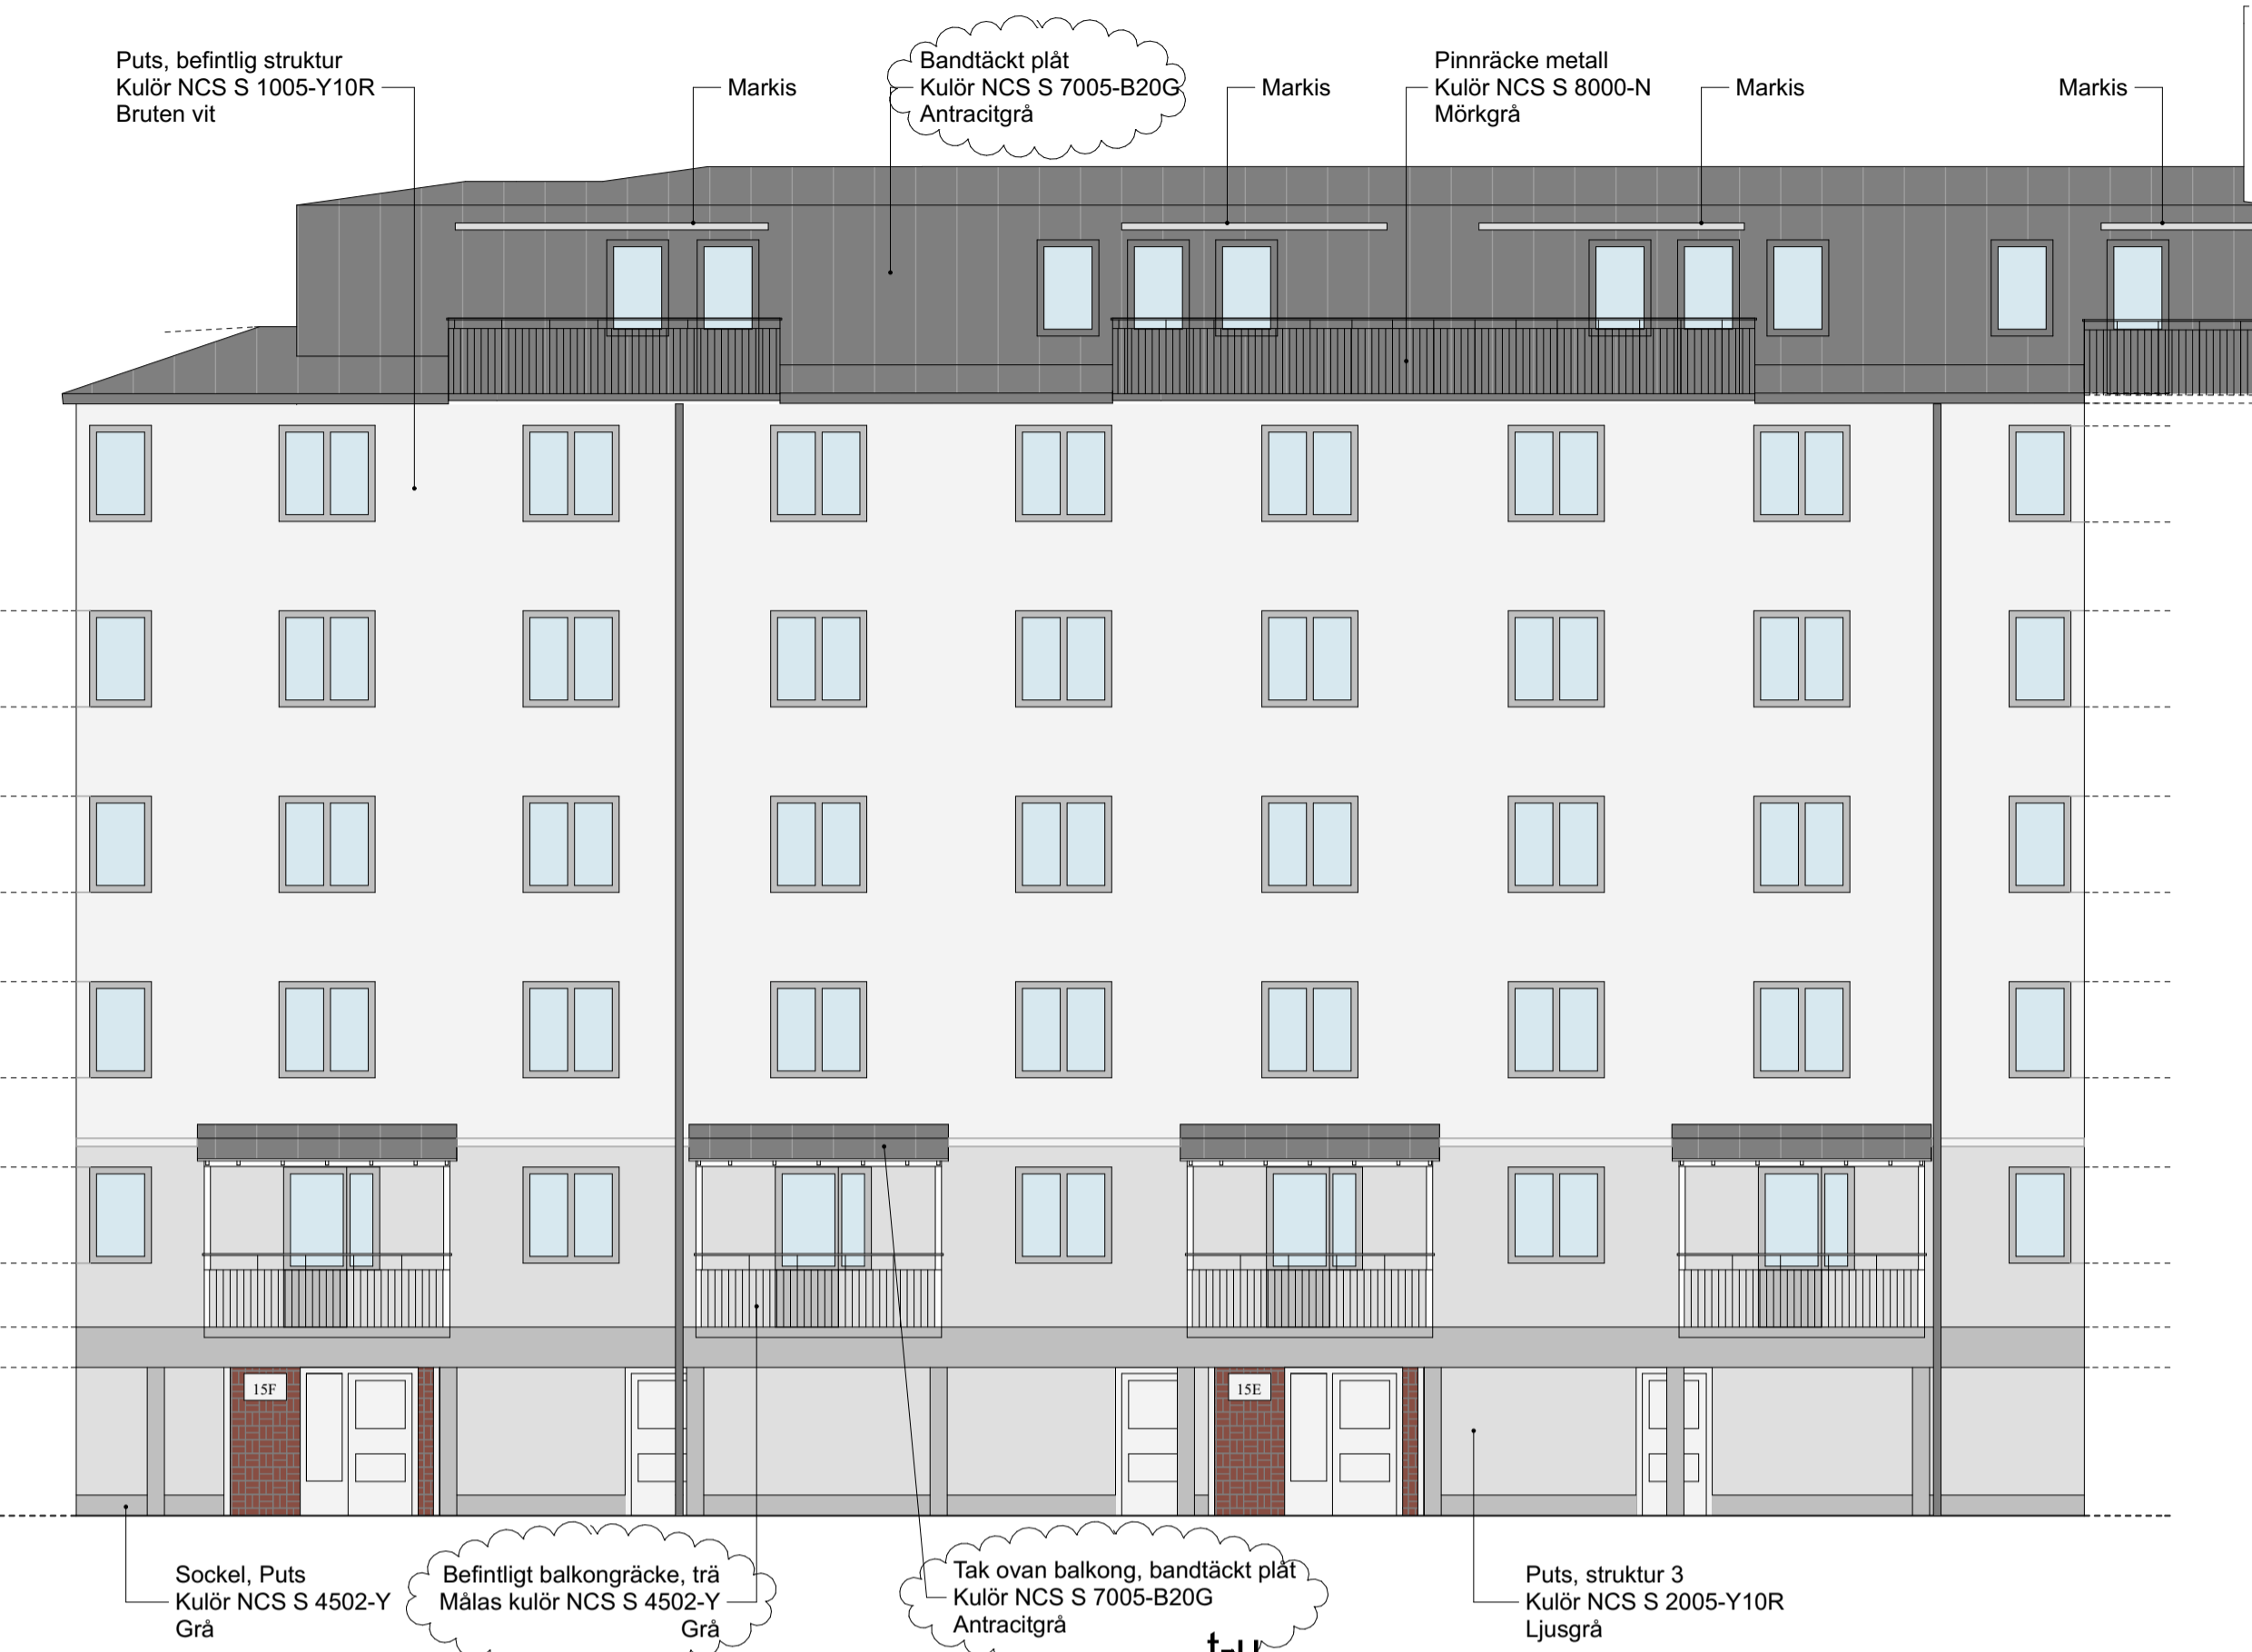 Puts, befintlig struktur
Kulör NCS S 1005-Y10R
Bruten vit
Markis
Bandtäckt plåt
Kulör NCS S 7005-B20G
Antracitgrå
Markis
Pinnräcke metall
Kulör NCS S 8000-N
Mörkgrå
Markis
Markis
15F
15E
Sockel, Puts
Kulör NCS S 4502-Y
Grå
Befintligt balkongräcke, trä
Målas kulör NCS S 4502-Y
Grå
Tak ovan balkong, bandtäckt plåt
Kulör NCS S 7005-B20G
Antracitgrå
Puts, struktur 3
Kulör NCS S 2005-Y10R
Ljusgrå